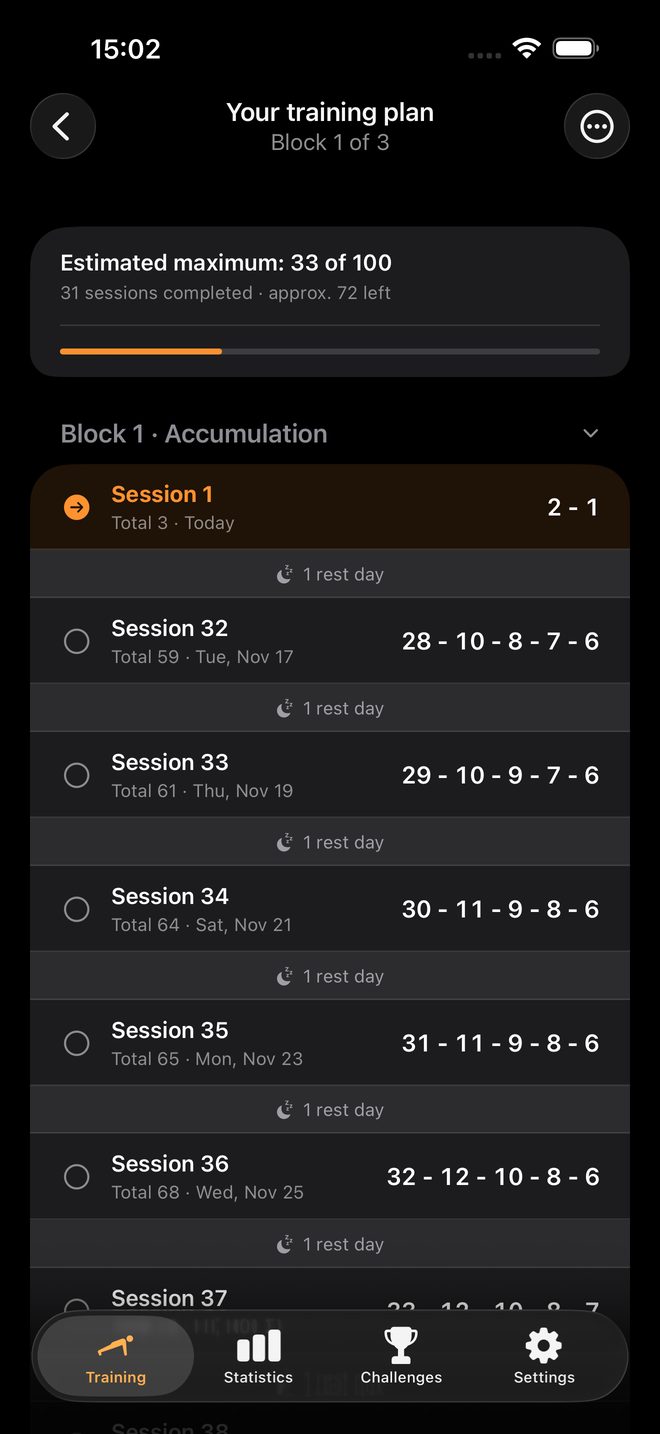 15:02
Your training plan
Block 1 of 3
Estimated maximum: 33 of 100
31 sessions completed · approx. 72 left
Block 1 · Accumulation
Session 1
2 - 1
Total 3 · Today
1 rest day
Session 32
28 - 10 - 8 - 7 - 6
Total 59 · Tue, Nov 17
1 rest day
Session 33
29 - 10 - 9 - 7 - 6
Total 61 · Thu, Nov 19
1 rest day
Session 34
30 - 11 - 9 - 8 - 6
Total 64 · Sat, Nov 21
1 rest day
Session 35
31 - 11 - 9 - 8 - 6
Total 65 · Mon, Nov 23
1 rest day
Session 36
32 - 12 - 10 - 8 - 6
Total 68 · Wed, Nov 25
1 rest day
Session 37
Training
Statistics
Challenges
Settings
Session 38